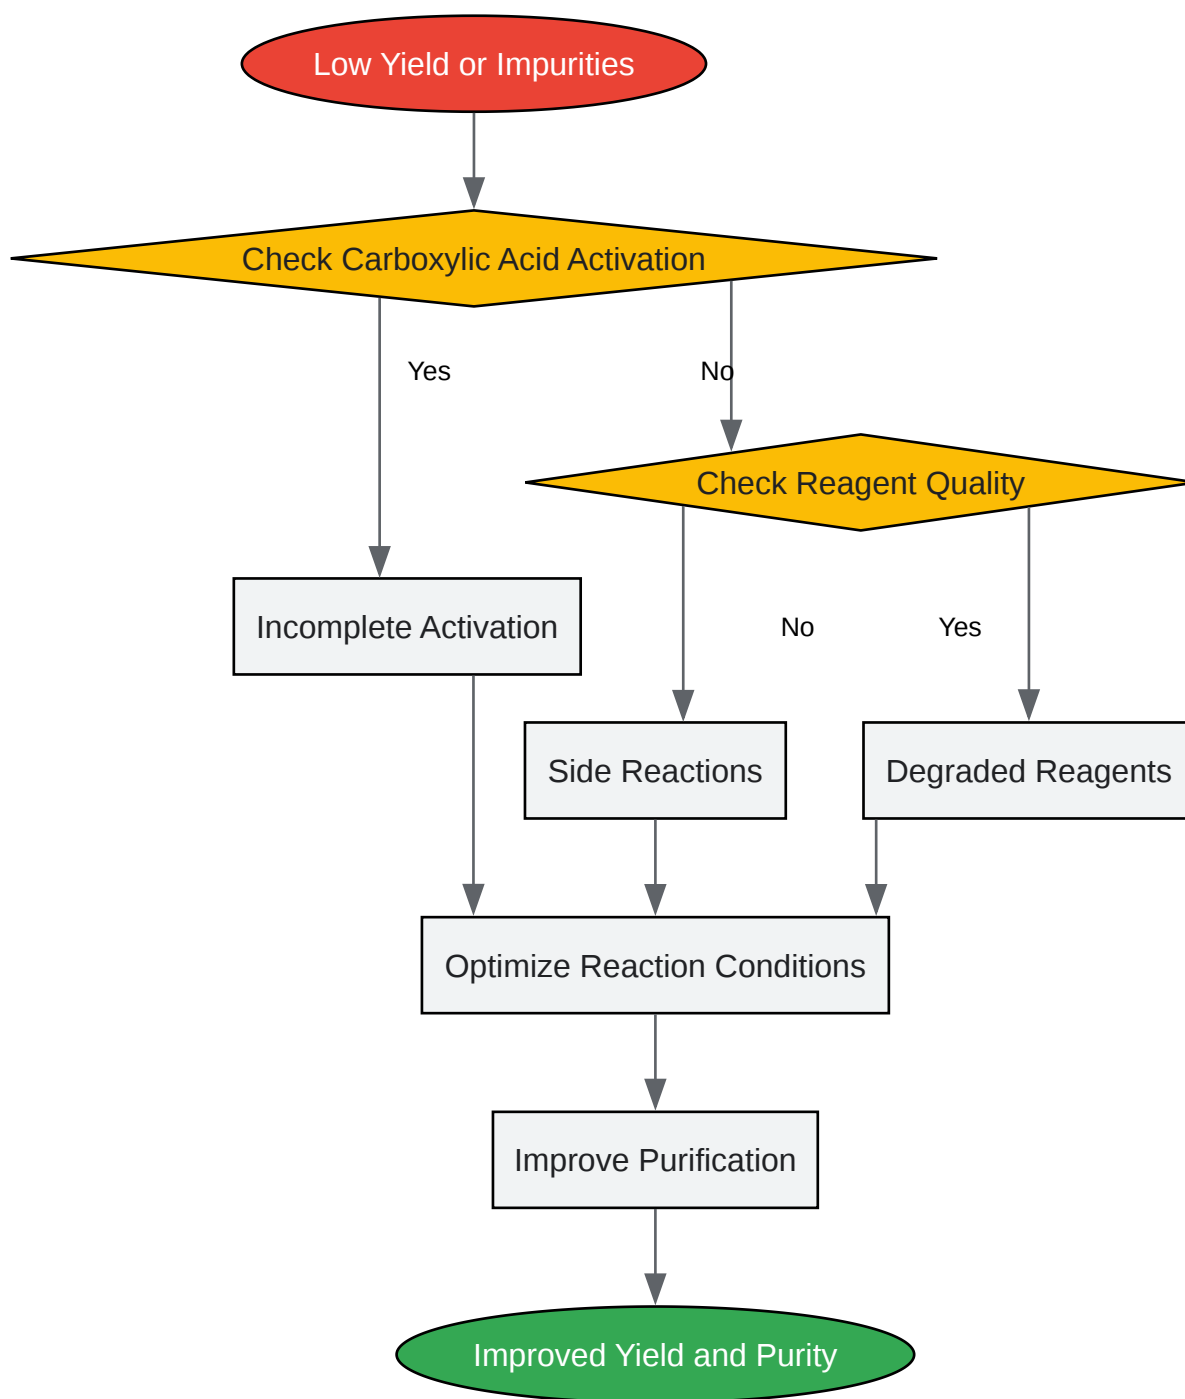 Low Yield or Impurities
Check Carboxylic Acid Activation
Yes
No
Check Reagent Quality
Incomplete Activation
No
Yes
Side Reactions
Degraded Reagents
Optimize Reaction Conditions
Improve Purification
Improved Yield and Purity